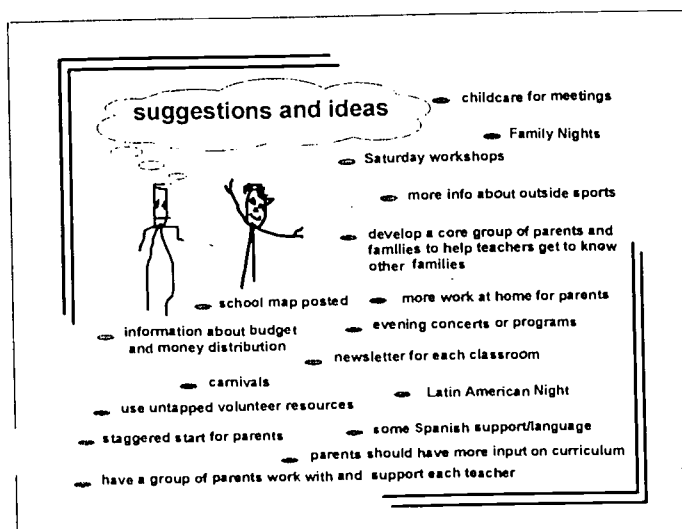 suggestions and ideas
childcare for meetings
Family Nights
Saturday workshops
more info about outside sports
develop a core group of parents and
families to help teachers get to know
other families
school map posted
more work at home for parents
information about budget
and money distribution
evening concerts or programs
newsletter for each classroom
carnivals
Latin American Night
use untapped volunteer resources
staggered start for parents
some Spanish support/language
parents should have more input on curriculum
have a group of parents work with and support each teacher